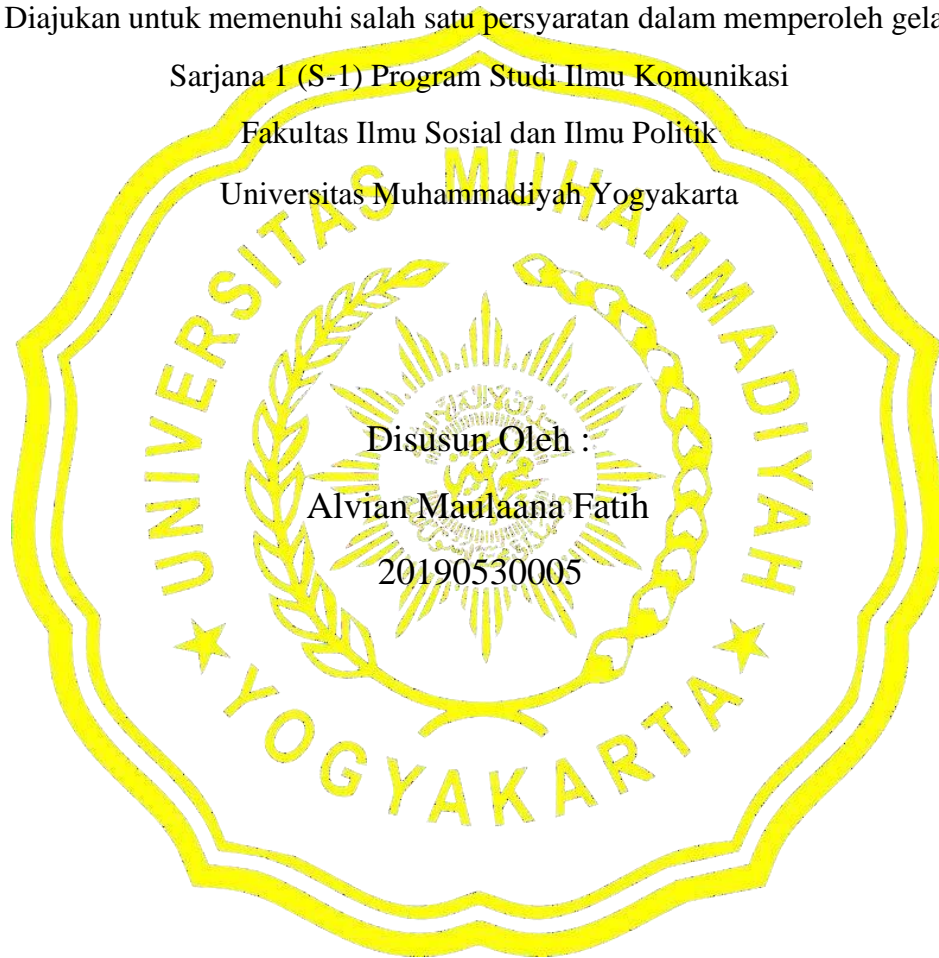 Diajukan untuk memenuhi salah satu persyaratan dalam memperoleh gela
Sarjana 1 (S-1) Program Studi Ilmu Komunikasi
Fakultas Ilmu Sosial dan Ilmu Politik
Universitas Muhammadiyah Yogyakarta
UNIVERSITAS MUHAMMADIYAH
Disusun Oleh :
Alvian Maulaana Fatih
20190530005
★ YOGYAKARTA ★